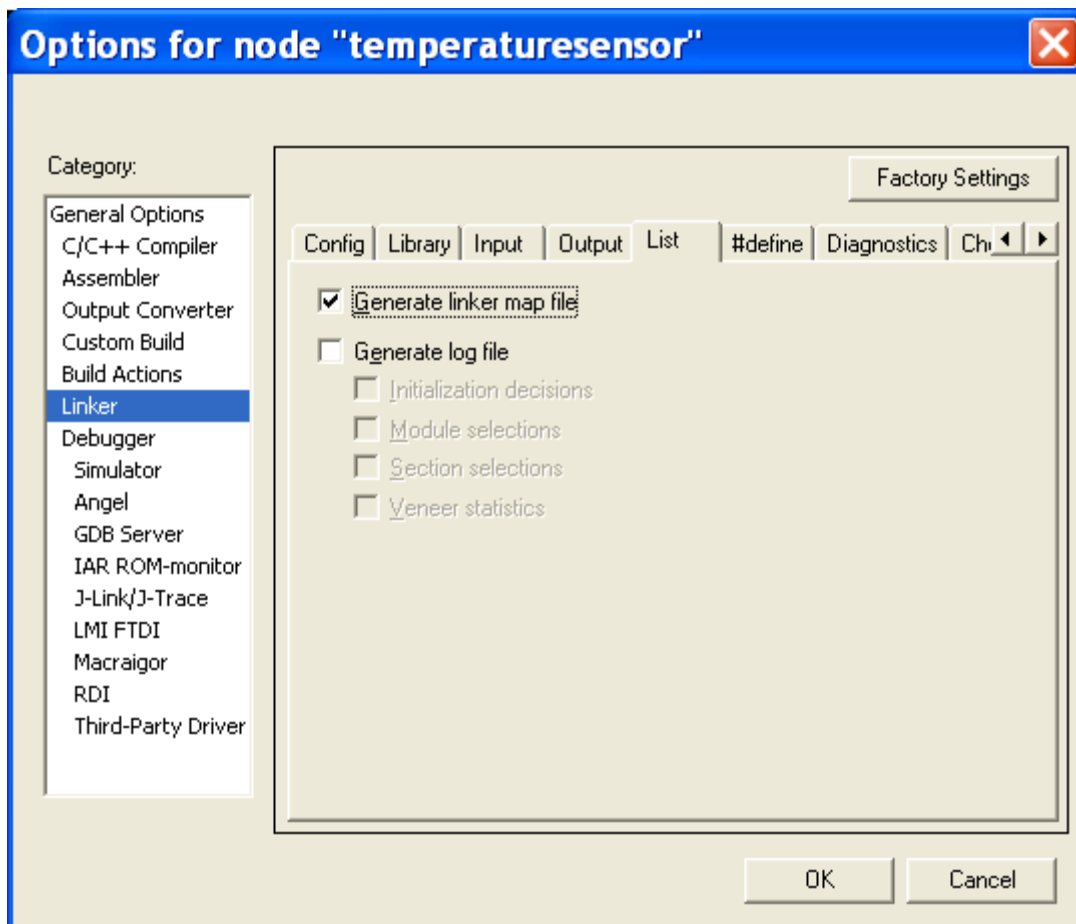 Options for node "temperaturesensor"
Category:
General Options
C/C++ Compiler
Assembler
Output Converter
Custom Build
Build Actions
Linker
Debugger
Simulator
Angel
GDB Server
IAR ROM-monitor
J-Link/J-Trace
LMI FTDI
Macraigor
RDI
Third-Party Driver
Factory Settings
Config Library Input Output List #define Diagnostics
Generate linker map file
Generate log file
Initialization decisions
Module selections
Section selections
Veneer statistics
OK Cancel